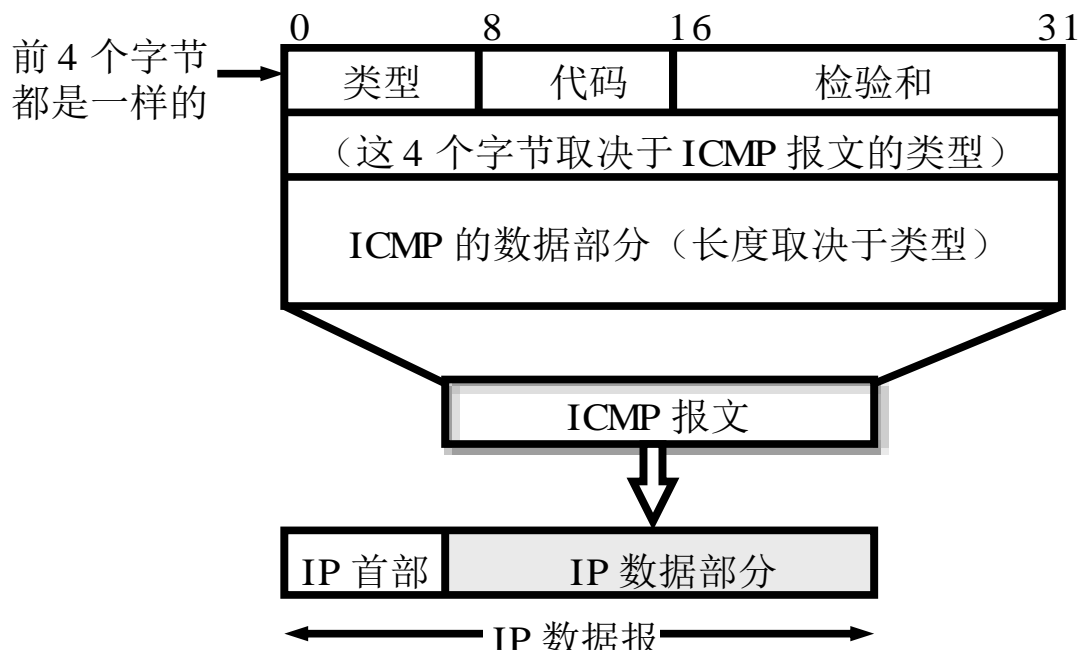 0 8 16 31
前 4 个字节
都是一样的
类型 代码 检验和
（这 4 个字节取决于 ICMP 报文的类型）
ICMP 的数据部分（长度取决于类型）
ICMP 报文
IP 首部 IP 数据部分
IP 数据报